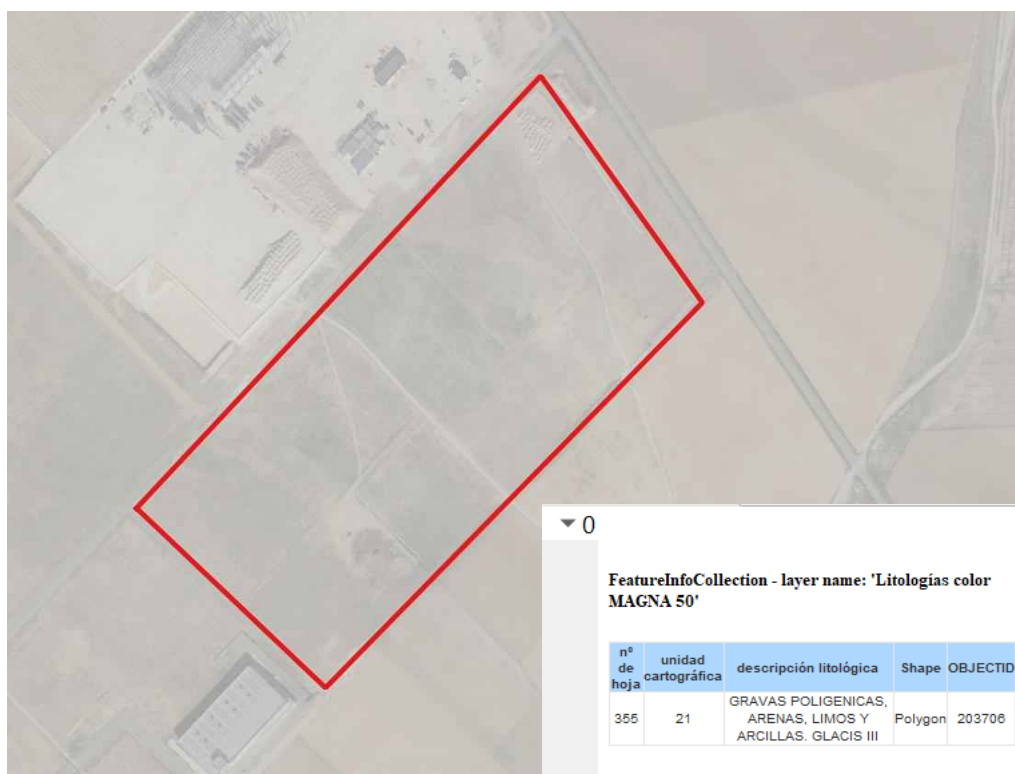 0
FeatureInfoCollection - layer name: 'Litologías color
MAGNA 50'
nº de hoja unidad cartográfica descripción litológica Shape OBJECTID
355 21 GRAVAS POLIGENICAS, ARENAS, LIMOS Y ARCILLAS. GLACIS III Polygon 203706